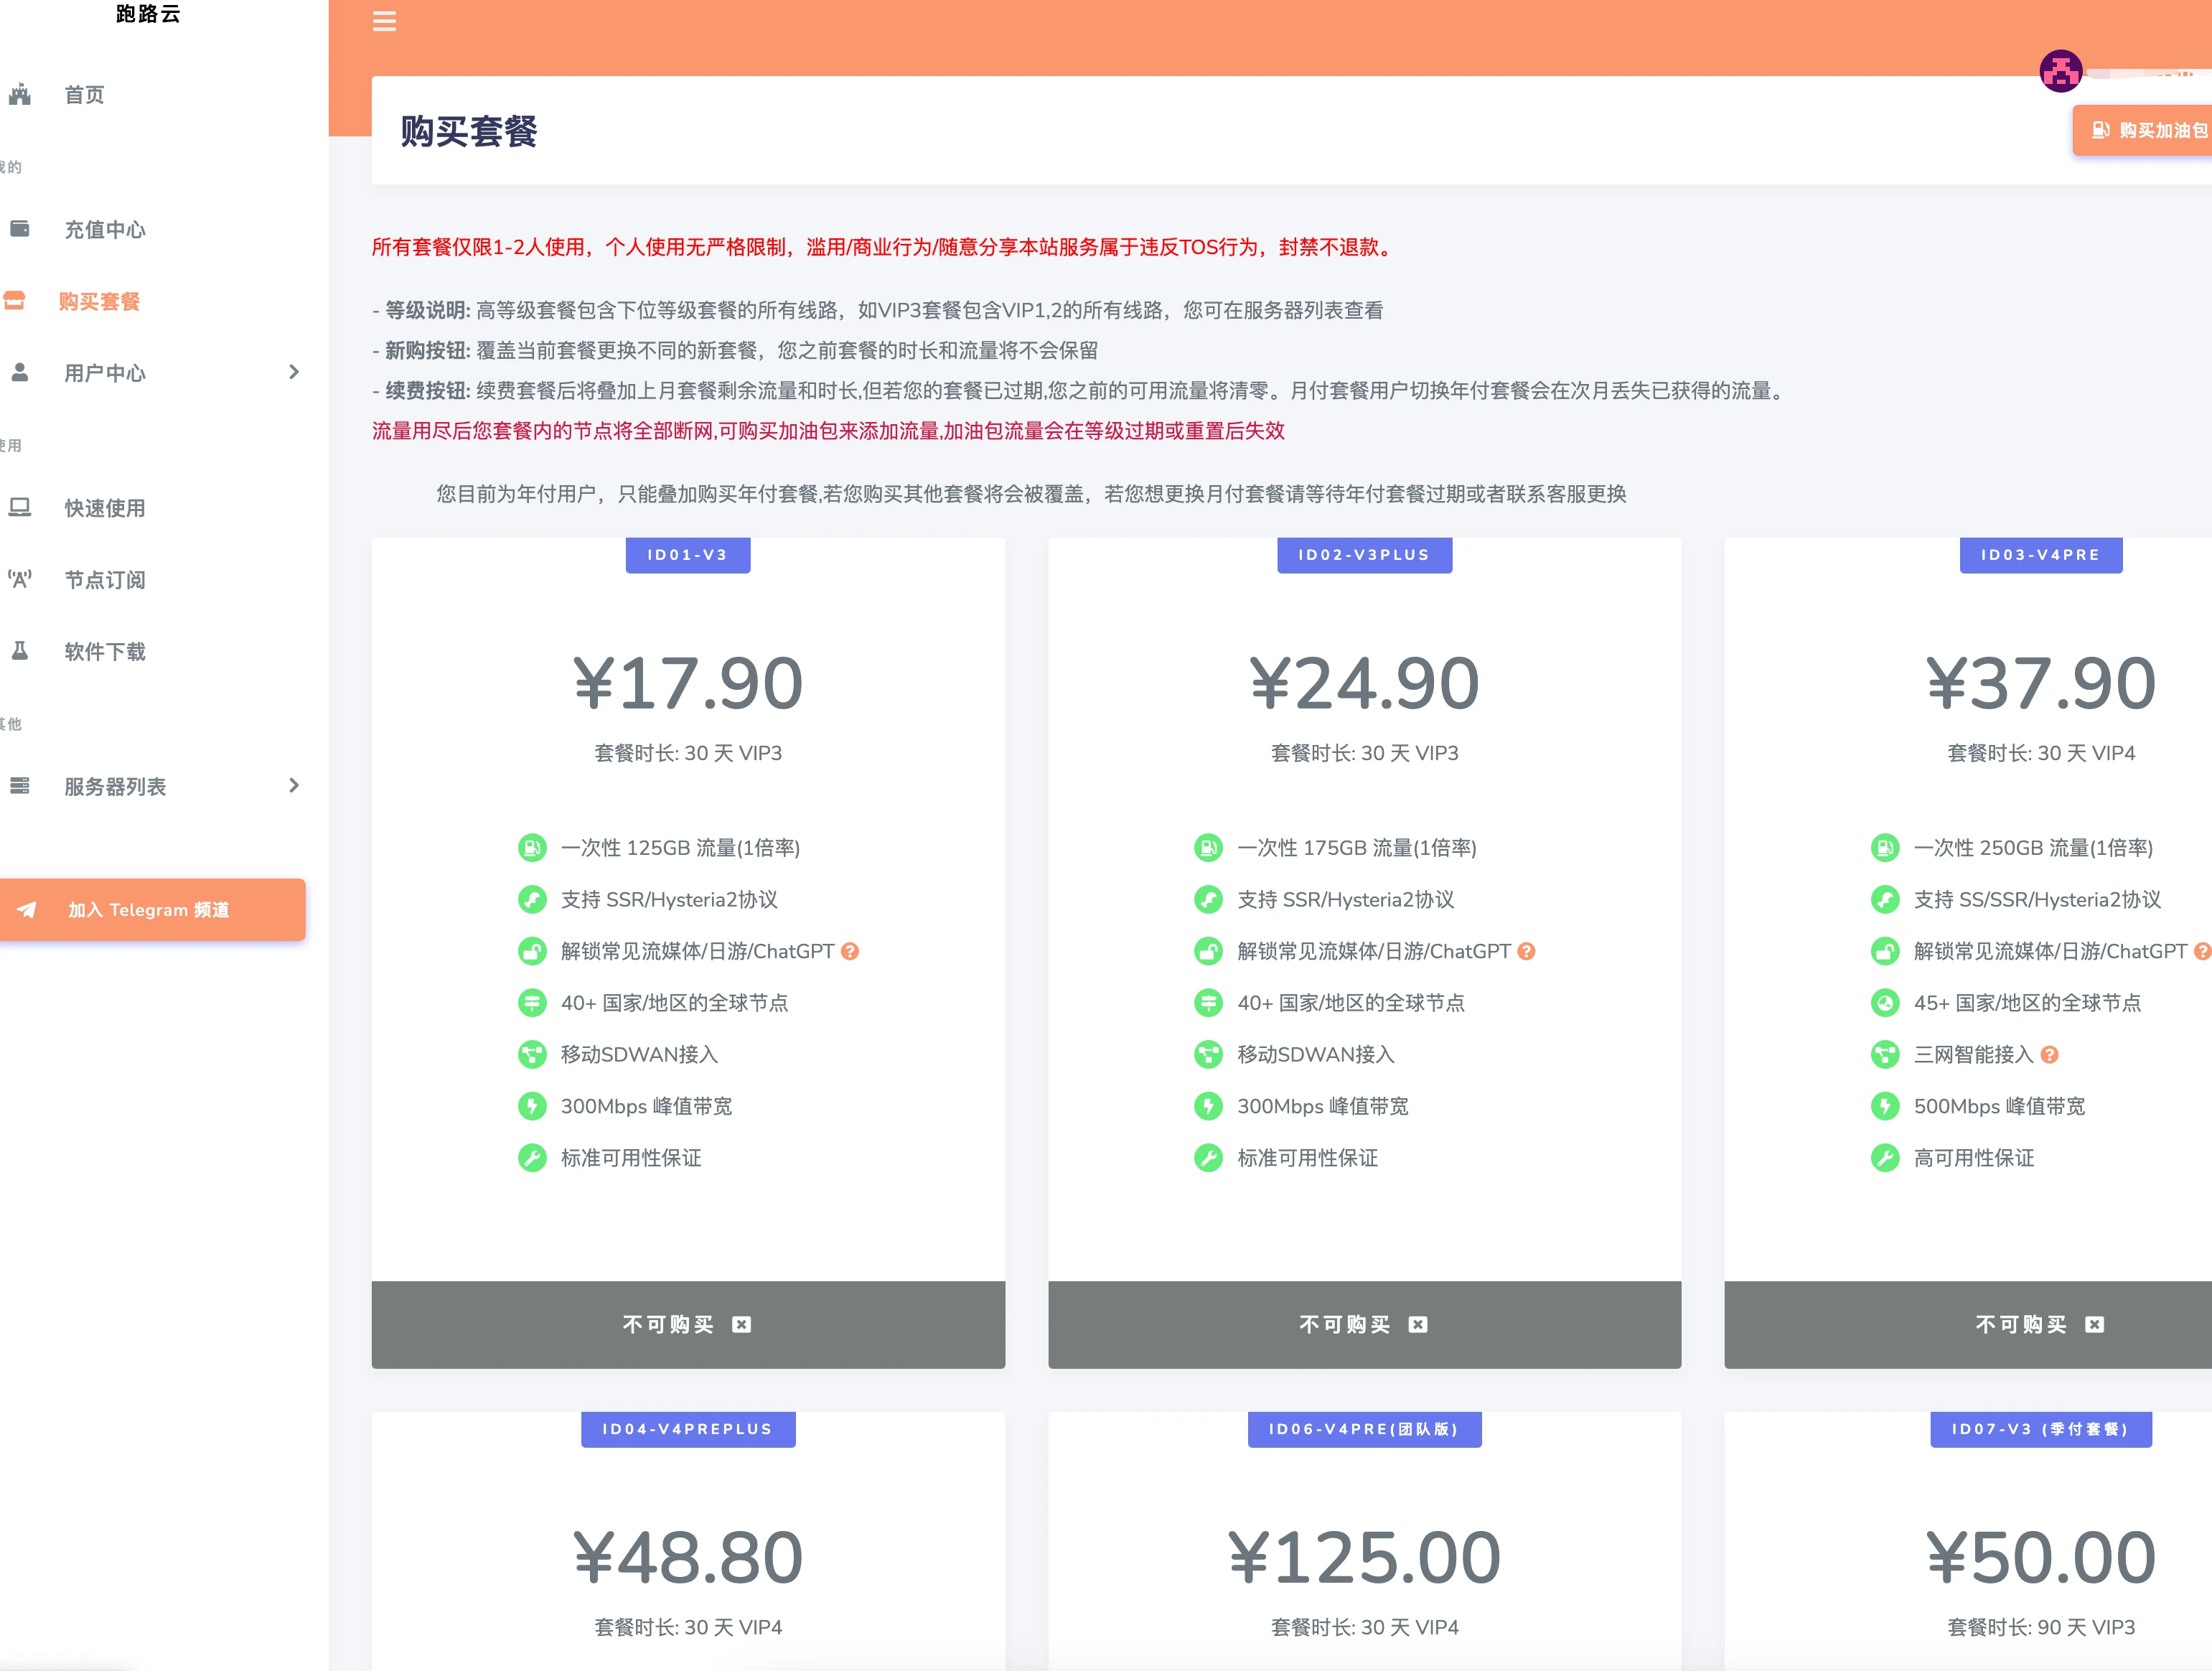 跑路云
首页
我的
充值中心
购买套餐
用户中心
使用
快速使用
节点订阅
软件下载
其他
服务器列表
加入 Telegram 频道
购买套餐
购买加油包
所有套餐仅限1-2人使用，个人使用无严格限制，滥用/商业行为/随意分享本站服务属于违反TOS行为，封禁不退款。
- 等级说明: 高等级套餐包含下位等级套餐的所有线路，如VIP3套餐包含VIP1,2的所有线路，您可在服务器列表查看
- 新购按钮: 覆盖当前套餐更换不同的新套餐，您之前套餐的时长和流量将不会保留
- 续费按钮: 续费套餐后将叠加上月套餐剩余流量和时长,但若您的套餐已过期,您之前的可用流量将清零。月付套餐用户切换年付套餐会在次月丢失已获得的流量。
流量用尽后您套餐内的节点将全部断网,可购买加油包来添加流量,加油包流量会在等级过期或重置后失效
您目前为年付用户，只能叠加购买年付套餐,若您购买其他套餐将会被覆盖，若您想更换月付套餐请等待年付套餐过期或者联系客服更换
ID01-V3
¥17.90
套餐时长: 30 天 VIP3
一次性 125GB 流量(1倍率)
支持 SSR/Hysteria2协议
解锁常见流媒体/日游/ChatGPT
40+ 国家/地区的全球节点
移动SDWAN接入
300Mbps 峰值带宽
标准可用性保证
不可购买
ID02-V3PLUS
¥24.90
套餐时长: 30 天 VIP3
一次性 175GB 流量(1倍率)
支持 SSR/Hysteria2协议
解锁常见流媒体/日游/ChatGPT
40+ 国家/地区的全球节点
移动SDWAN接入
300Mbps 峰值带宽
标准可用性保证
不可购买
ID03-V4PRE
¥37.90
套餐时长: 30 天 VIP4
一次性 250GB 流量(1倍率)
支持 SS/SSR/Hysteria2协议
解锁常见流媒体/日游/ChatGPT
45+ 国家/地区的全球节点
三网智能接入
500Mbps 峰值带宽
高可用性保证
不可购买
ID04-V4PREPLUS
¥48.80
套餐时长: 30 天 VIP4
ID06-V4PRE(团队版)
¥125.00
套餐时长: 30 天 VIP4
ID07-V3 (季付套餐)
¥50.00
套餐时长: 90 天 VIP3